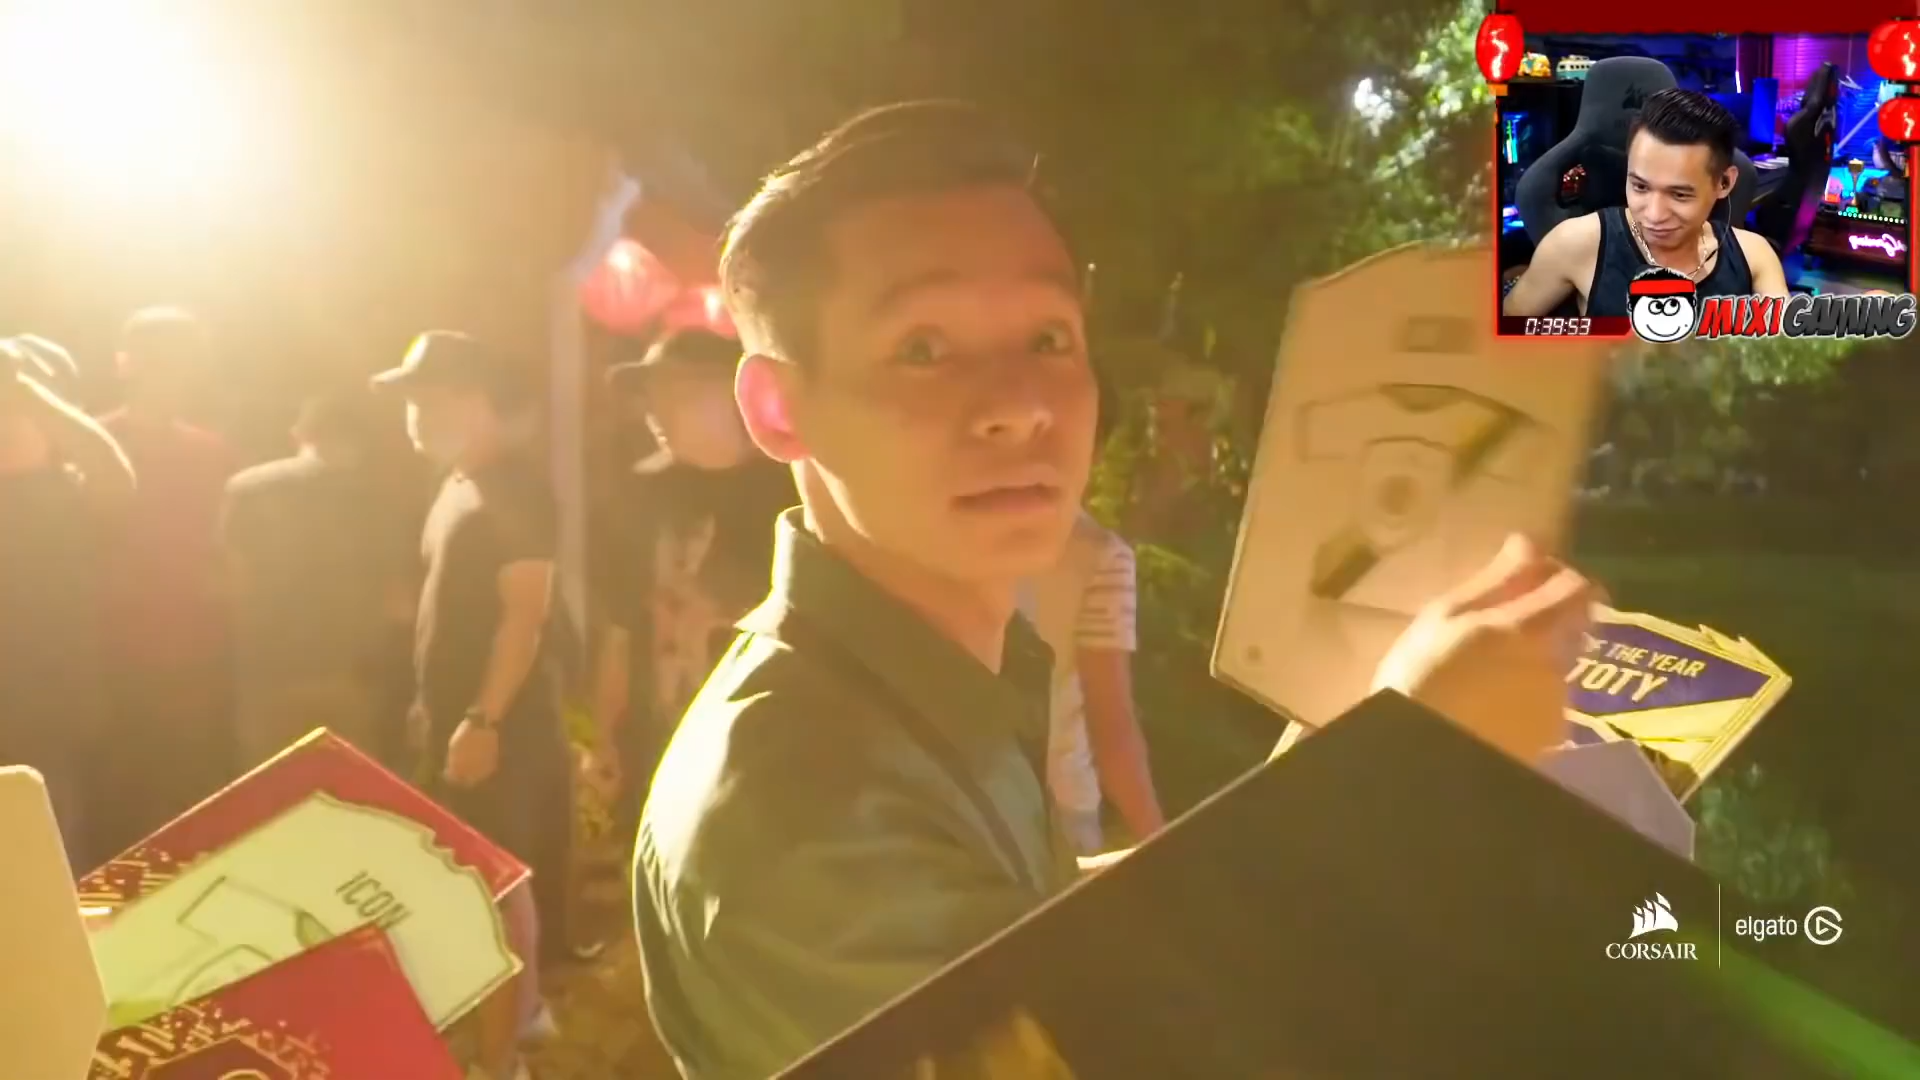 0:39:53
MIXIGAMING
THE YEAR
TOTY
ICON
CORSAIR
elgato